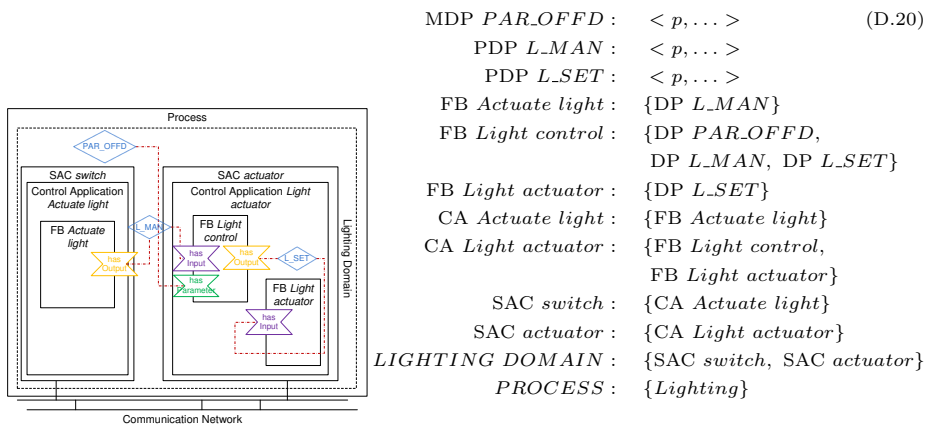 Process
PAR_OFFD
SAC switch
Control Application
Actuate light
FB Actuate
light
has
Output
L_MAN
SAC actuator
Control Application Light
actuator
FB Light
control
has
Input
has
Output
has
Parameter
L_SET
FB Light
actuator
has
Input
Lighting Domain
Communication Network
MDP PAR_OFFD : < p, . . . > (D.20)
PDP L_MAN : < p, . . . >
PDP L_SET : < p, . . . >
FB Actuate light : {DP L_MAN}
FB Light control : {DP PAR_OFFD,
DP L_MAN, DP L_SET}
FB Light actuator : {DP L_SET}
CA Actuate light : {FB Actuate light}
CA Light actuator : {FB Light control,
FB Light actuator}
SAC switch : {CA Actuate light}
SAC actuator : {CA Light actuator}
LIGHTING DOMAIN : {SAC switch, SAC actuator}
PROCESS : {Lighting}